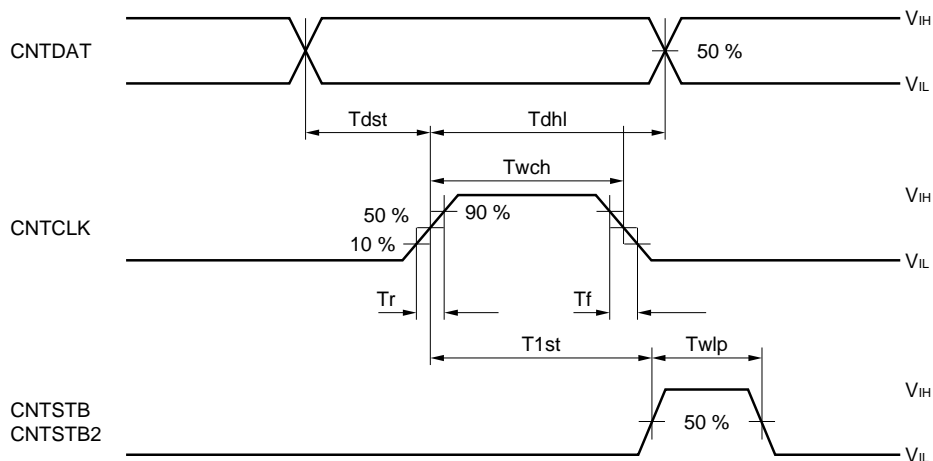 VIH
CNTDAT
50 %
VIL
Tdst
Tdhl
Twch
VIH
50 %
90 %
CNTCLK
10 %
VIL
Tr
Tf
T1st
Twlp
VIH
CNTSTB
50 %
CNTSTB2
VIL